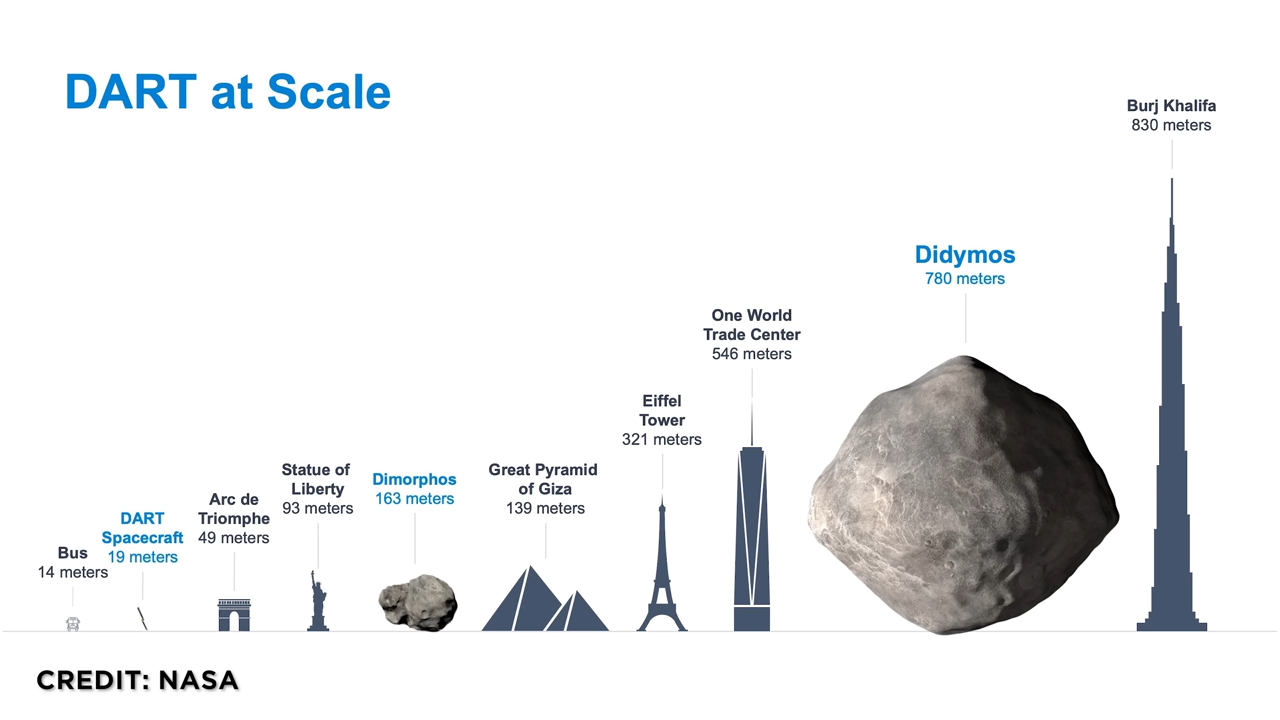 DART at Scale
Bus
14 meters
DART
Spacecraft
19 meters
Arc de
Triomphe
49 meters
Statue of
Liberty
93 meters
Dimorphos
163 meters
Great Pyramid
of Giza
139 meters
Eiffel
Tower
321 meters
One World
Trade Center
546 meters
Didymos
780 meters
Burj Khalifa
830 meters
CREDIT: NASA